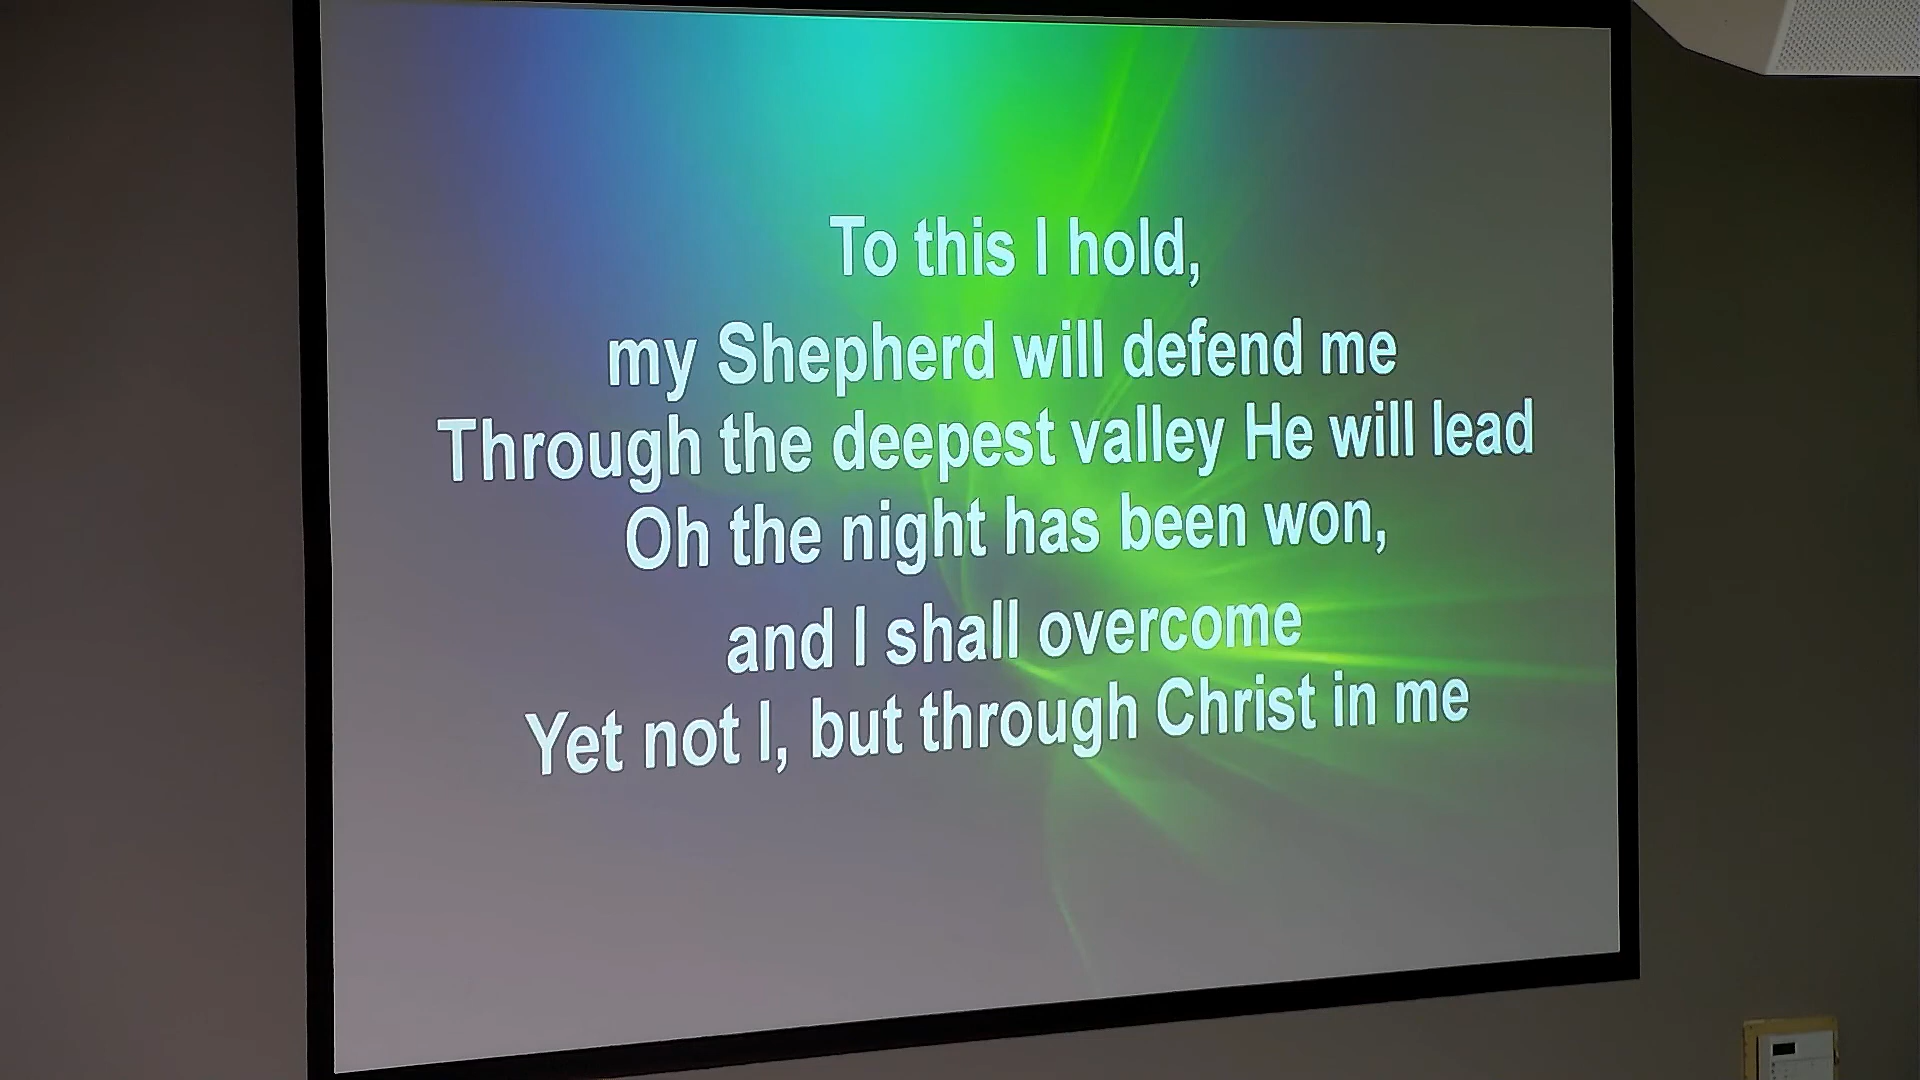 To this I hold,
my Shepherd will defend me
Through the deepest valley He will lead
Oh the night has been won,
and I shall overcome
Yet not I, but through Christ in me